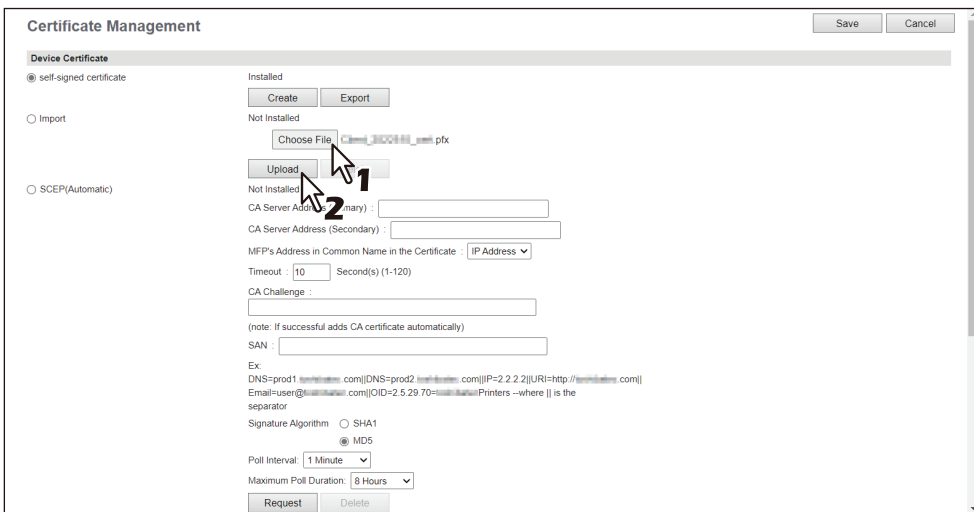 Certificate Management
Save Cancel
Device Certificate
self-signed certificate Installed
Create Export
Import Not Installed
Choose File .pfx
Upload
1
SCEP(Automatic) Not Installed
2
CA Server Address (Primary) :
CA Server Address (Secondary) :
MFP's Address in Common Name in the Certificate : IP Address
Timeout : 10 Second(s) (1-120)
CA Challenge :
(note: If successful adds CA certificate automatically)
SAN :
Ex:
DNS=prod1. .com||DNS=prod2. .com||IP=2.2.2.2||URI=http:// .com||
Email=user@ .com||OID=2.5.29.70= Printers --where || is the
separator
Signature Algorithm SHA1
MD5
Poll Interval: 1 Minute
Maximum Poll Duration: 8 Hours
Request Delete